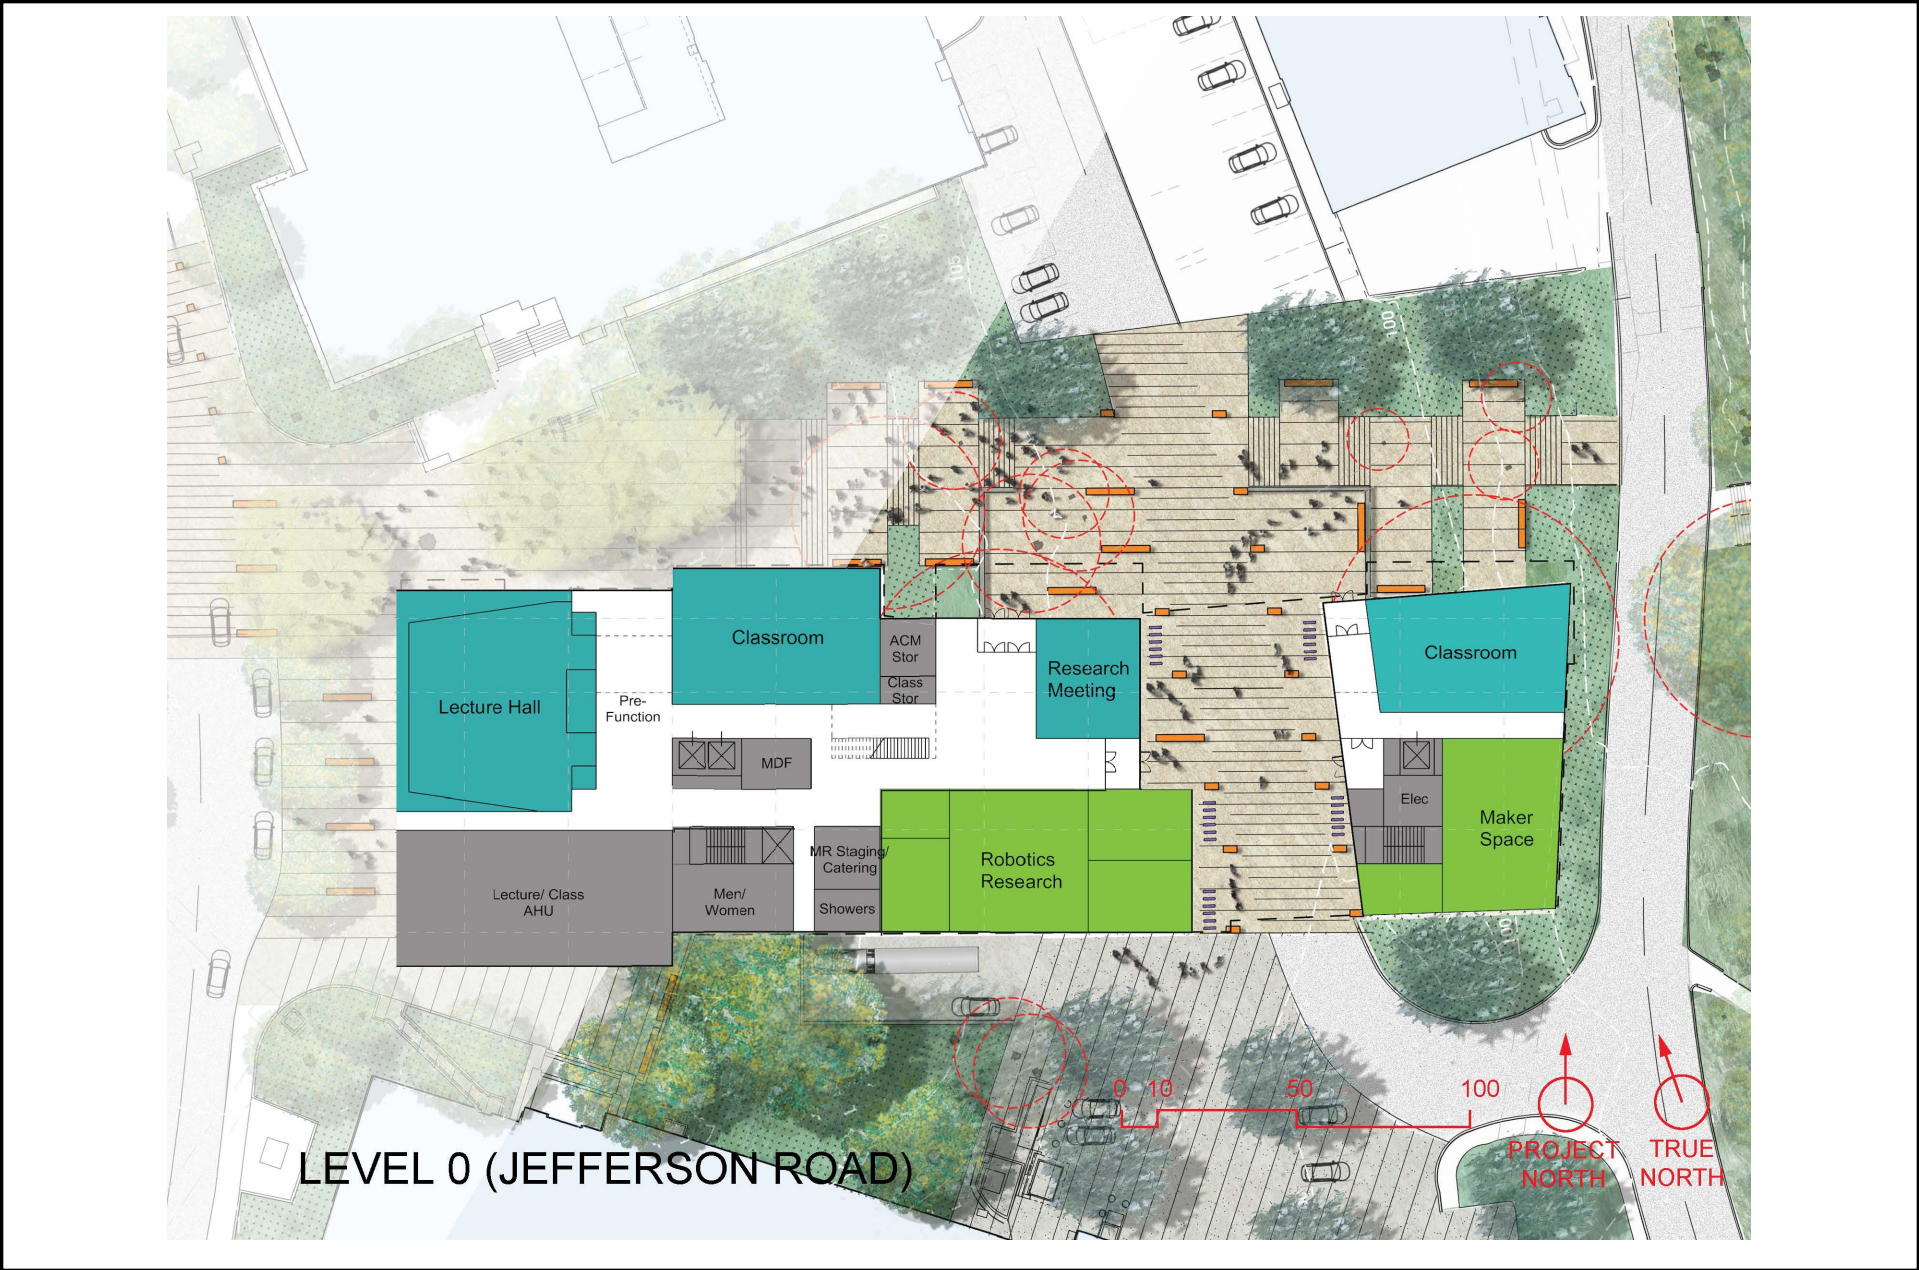 105
100
Classroom
ACM
Stor
Class
Stor
Research
Meeting
Classroom
Lecture Hall
Pre-
Function
MDF
Elec
Maker
Space
MR Staging/
Catering
Robotics
Research
Lecture/ Class
AHU
Men/
Women
Showers
100
0 10 50 100
PROJECT
NORTH
TRUE
NORTH
LEVEL 0 (JEFFERSON ROAD)